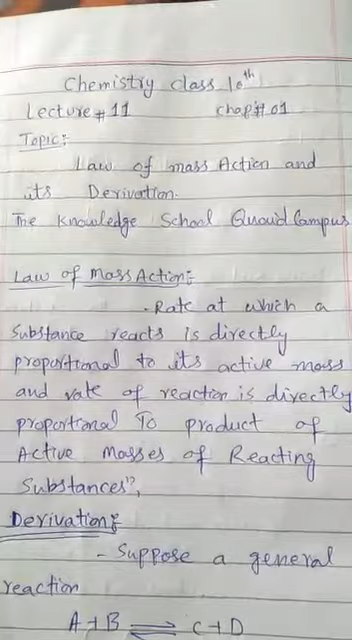 Chemistry class 10th
Lecture # 11 chap# 01
Topic:
Law of mass Action and
its Derivation.
The Knowledge School Quaid Campus
Law of Mass Action:
"Rate at which a
substance reacts is directly
proportional to its active mass
and rate of reaction is directly
proportional To product of
Active Masses of Reacting
Substances",
Derivation:
- Suppose a general
reaction
A+B ⇌ C+D